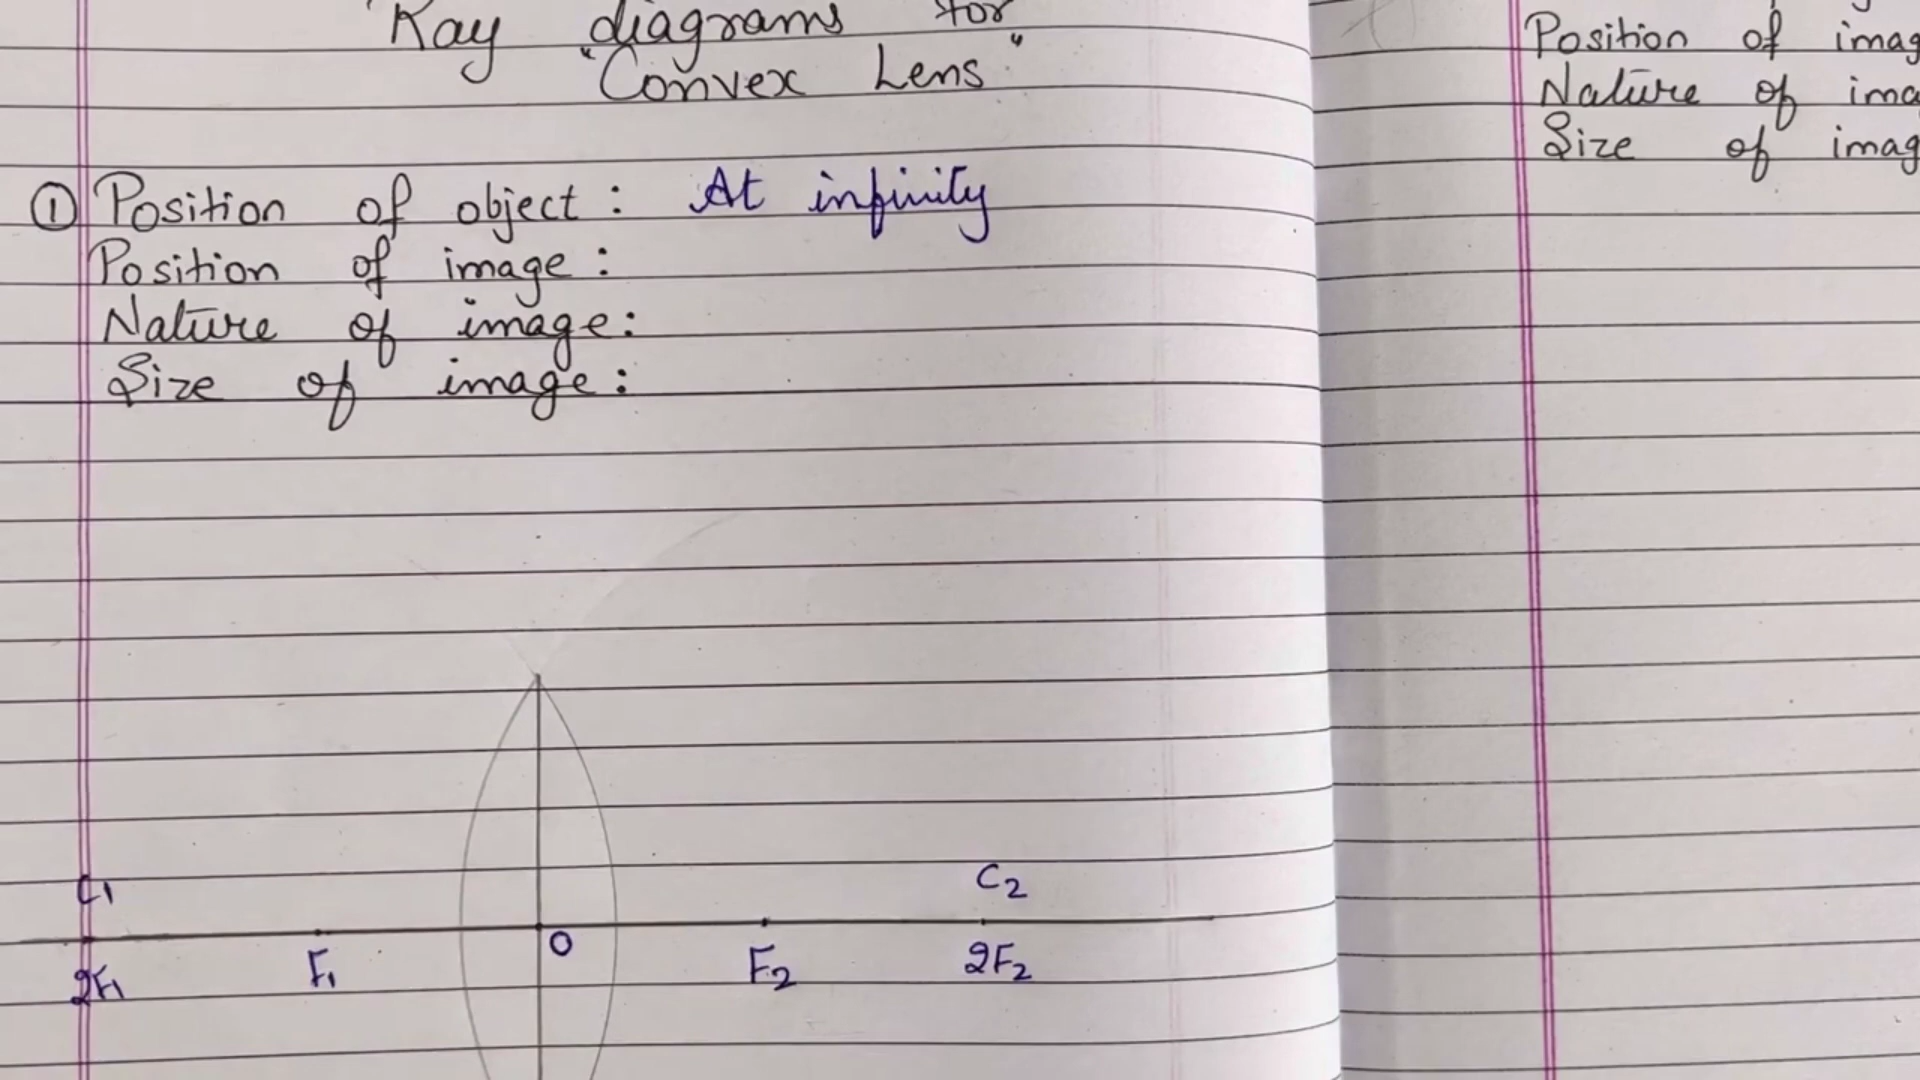 Ray diagrams for
"Convex Lens"
① Position of object: At infinity
Position of image:
Nature of image:
Size of image:
C1
C2
O
2F1
F1
F2
2F2
Position of imag
Nature of ima
Size of imag